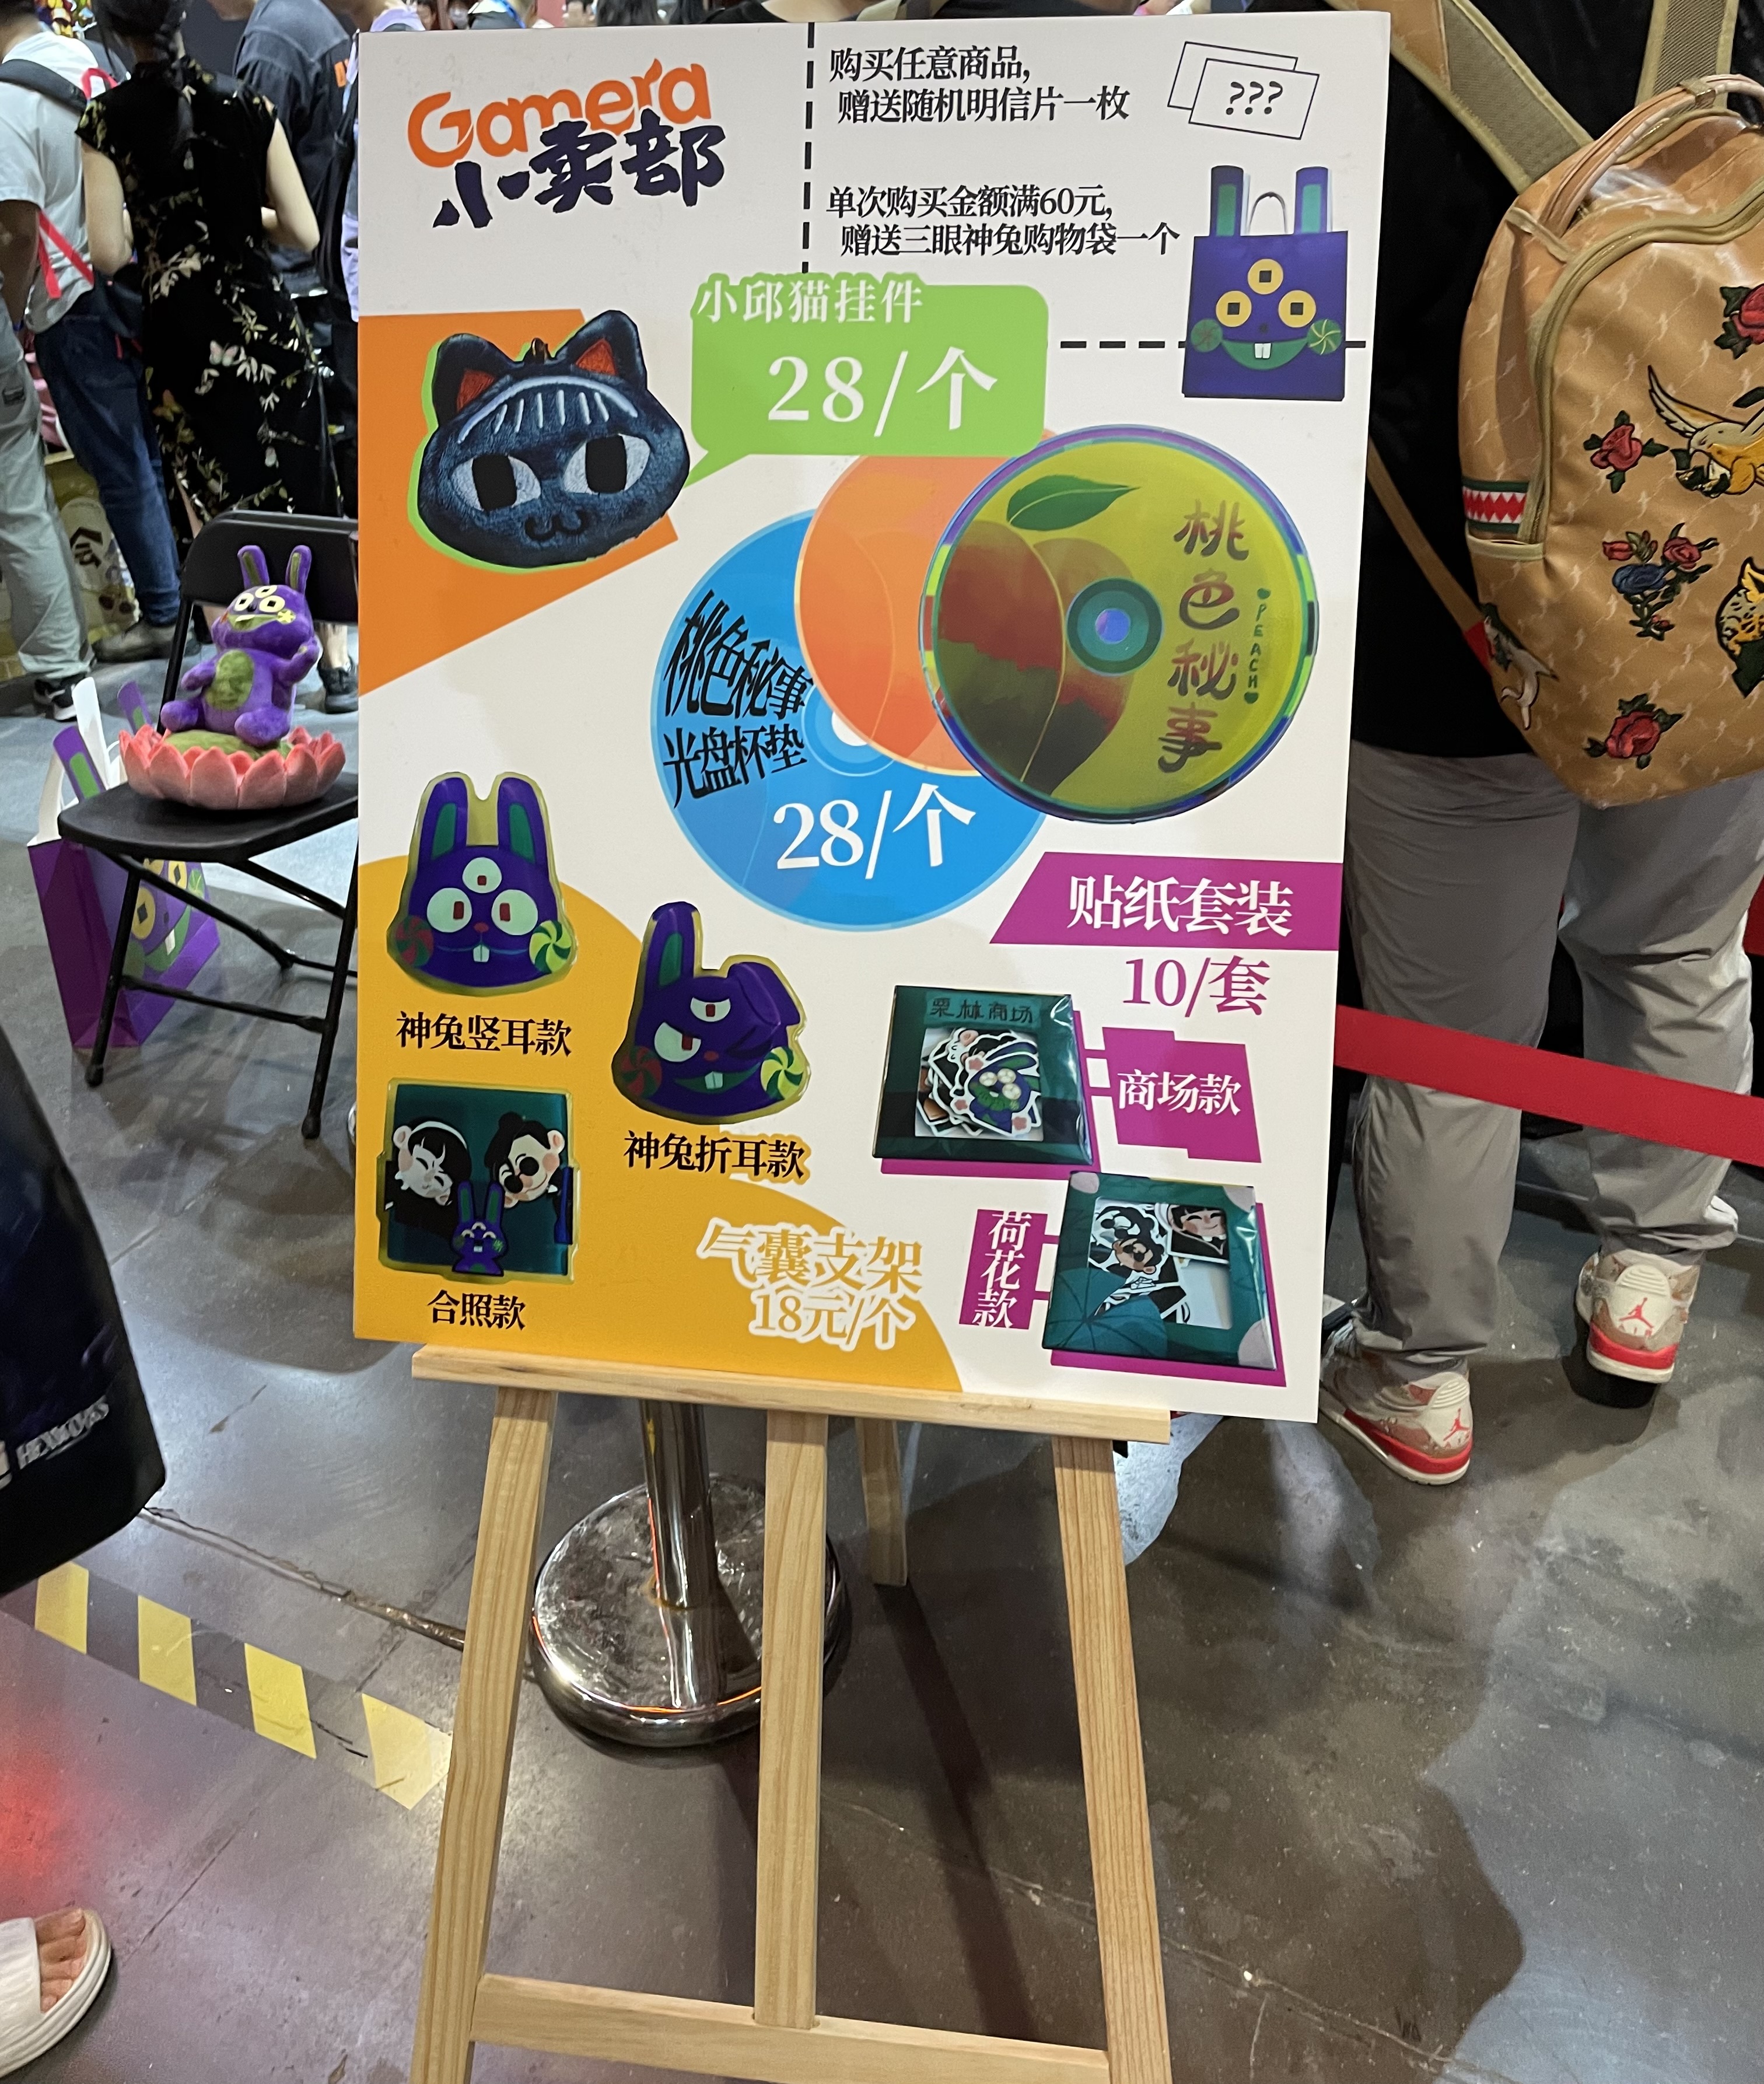 Gamera
小卖部
购买任意商品,
赠送随机明信片一枚
???
单次购买金额满60元,
赠送三眼神兔购物袋一个
小邱猫挂件
28/个
桃色秘事
PEACH
桃色秘事
光盘杯垫
28/个
贴纸套装
10/套
神兔竖耳款
神兔折耳款
栗林商场
商场款
荷花款
合照款
气囊支架
18元/个